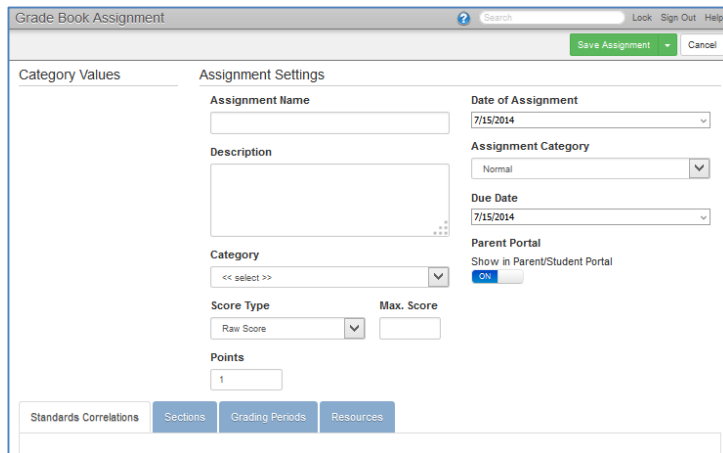 Grade Book Assignment
? Search Lock Sign Out Help
Save Assignment Cancel
Category Values
Assignment Settings
Assignment Name
Description
Category
<< select >>
Score Type Max. Score
Raw Score
Points
1
Date of Assignment
7/15/2014
Assignment Category
Normal
Due Date
7/15/2014
Parent Portal
Show in Parent/Student Portal
ON
Standards Correlations Sections Grading Periods Resources